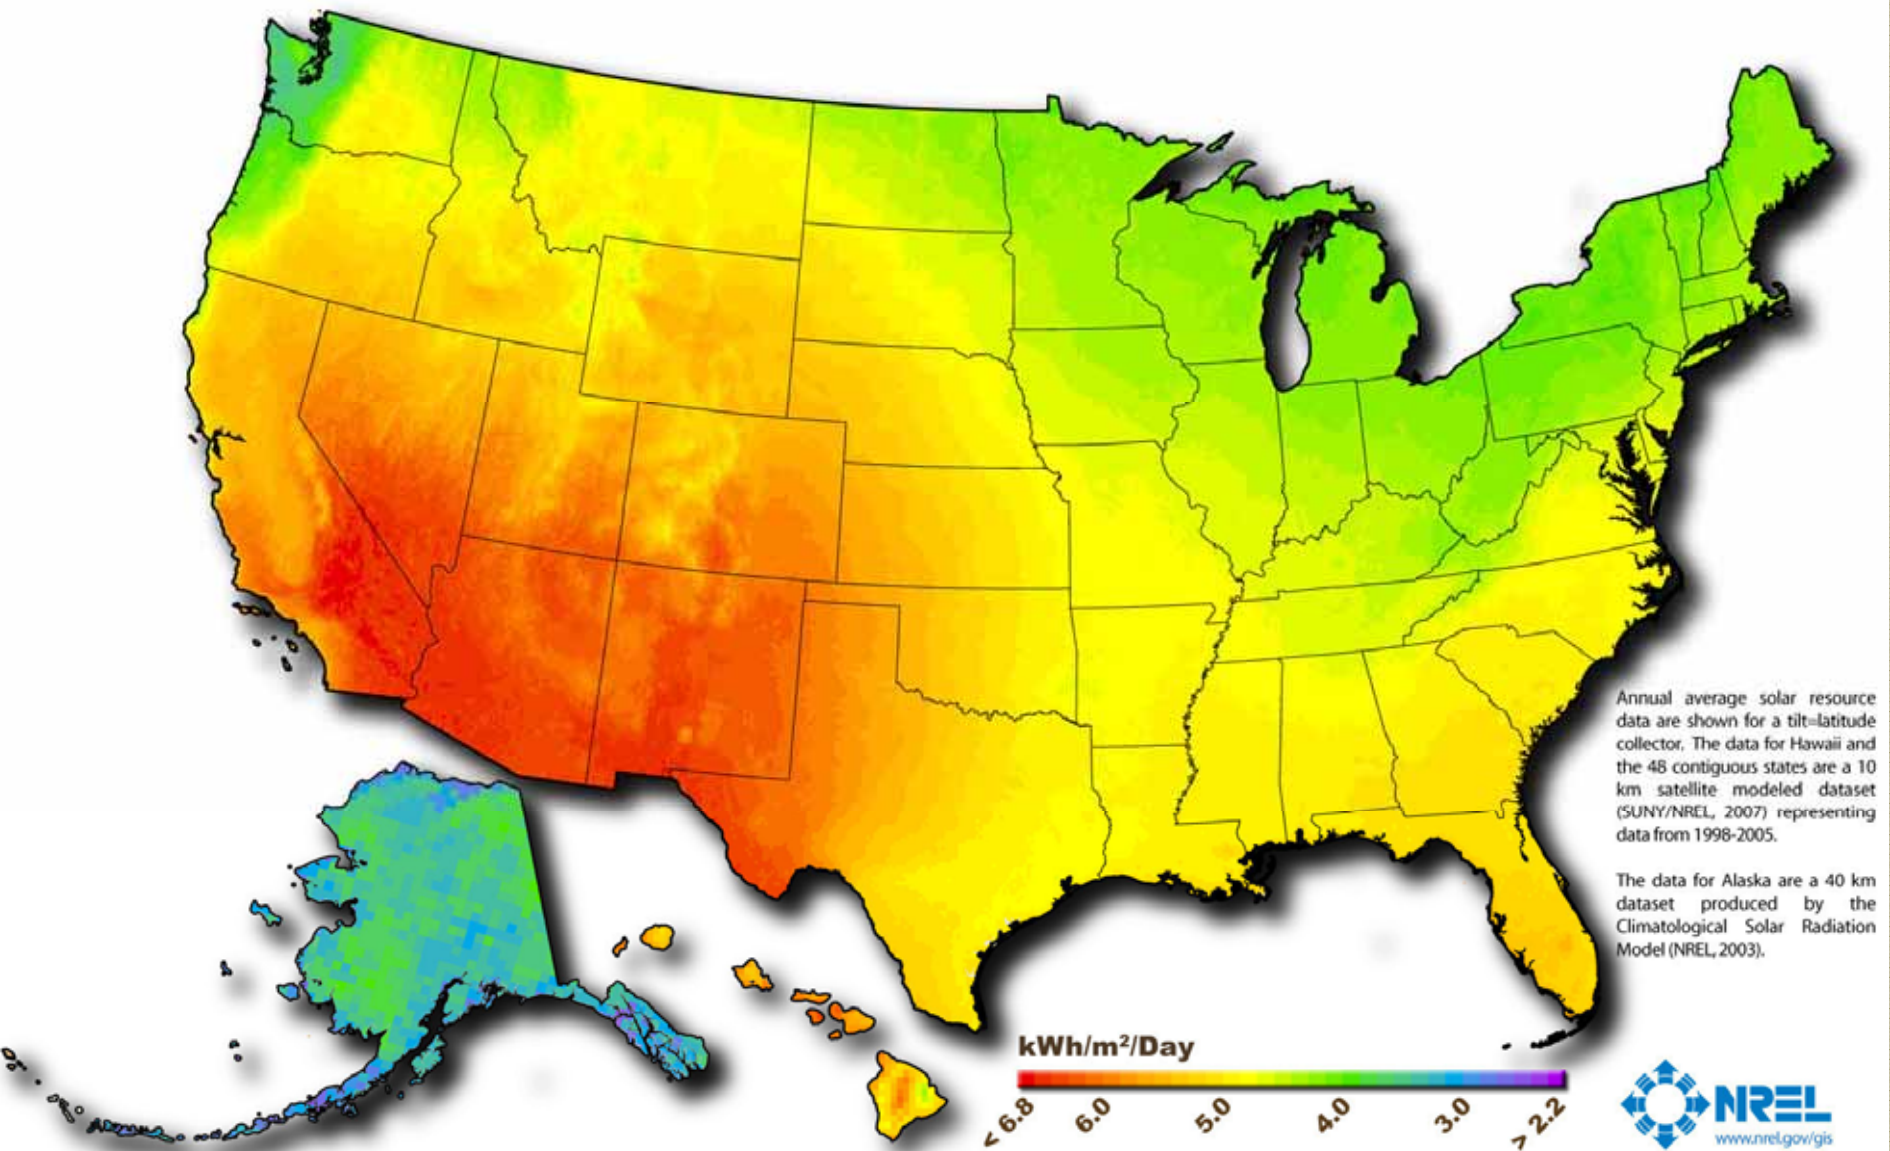 Annual average solar resource
data are shown for a tilt=latitude
collector. The data for Hawaii and
the 48 contiguous states are a 10
km satellite modeled dataset
(SUNY/NREL, 2007) representing
data from 1998-2005.
The data for Alaska are a 40 km
dataset produced by the
Climatological Solar Radiation
Model (NREL, 2003).
kWh/m²/Day
< 6.8 6.0 5.0 4.0 3.0 > 2.2
NREL
www.nrel.gov/gis